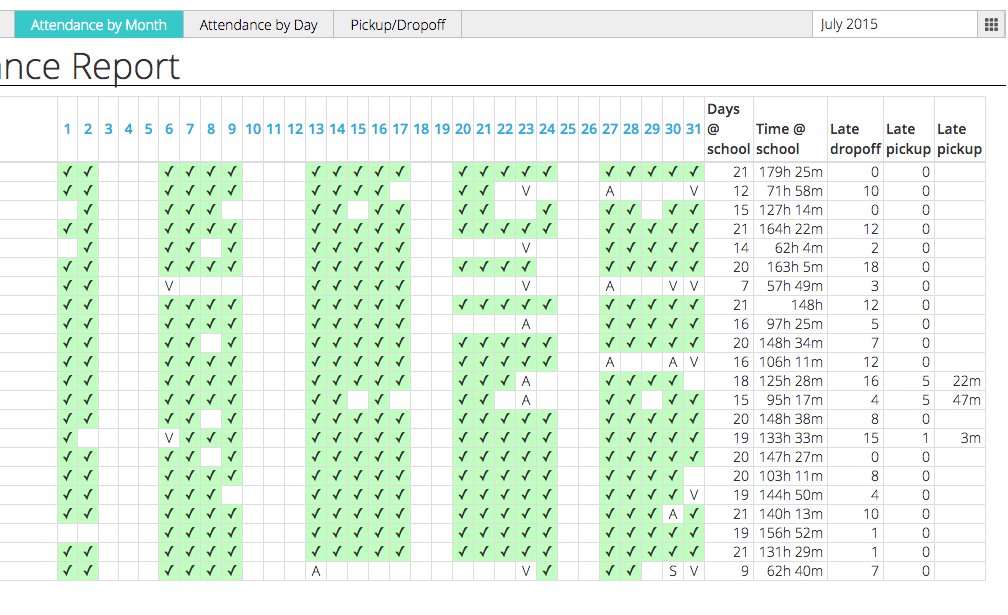 Attendance by Month Attendance by Day Pickup/Dropoff July 2015
nce Report
1 2 3 4 5 6 7 8 9 10 11 12 13 14 15 16 17 18 19 20 21 22 23 24 25 26 27 28 29 30 31 Days @ school Time @ school Late dropoff Late pickup Late pickup
✓ ✓ ✓ ✓ ✓ ✓ ✓ ✓ ✓ ✓ ✓ ✓ ✓ ✓ ✓ ✓ ✓ ✓ ✓ ✓ ✓ 21 179h 25m 0 0
✓ ✓ ✓ ✓ ✓ ✓ ✓ ✓ ✓ ✓ ✓ ✓ V A V 12 71h 58m 10 0
✓ ✓ ✓ ✓ ✓ ✓ ✓ ✓ ✓ ✓ ✓ ✓ ✓ ✓ ✓ 15 127h 14m 0 0
✓ ✓ ✓ ✓ ✓ ✓ ✓ ✓ ✓ ✓ ✓ ✓ ✓ ✓ ✓ ✓ ✓ ✓ ✓ ✓ ✓ 21 164h 22m 12 0
✓ ✓ ✓ ✓ ✓ ✓ ✓ ✓ ✓ V ✓ ✓ ✓ ✓ ✓ 14 62h 4m 2 0
✓ ✓ ✓ ✓ ✓ ✓ ✓ ✓ ✓ ✓ ✓ ✓ ✓ ✓ ✓ ✓ ✓ ✓ ✓ ✓ 20 163h 5m 18 0
✓ ✓ V ✓ ✓ ✓ ✓ ✓ V A V V 7 57h 49m 3 0
✓ ✓ ✓ ✓ ✓ ✓ ✓ ✓ ✓ ✓ ✓ ✓ ✓ ✓ ✓ ✓ ✓ ✓ ✓ ✓ ✓ 21 148h 12 0
✓ ✓ ✓ ✓ ✓ ✓ ✓ ✓ ✓ ✓ ✓ A ✓ ✓ ✓ ✓ ✓ 16 97h 25m 5 0
✓ ✓ ✓ ✓ ✓ ✓ ✓ ✓ ✓ ✓ ✓ ✓ ✓ ✓ ✓ ✓ ✓ ✓ ✓ ✓ 20 148h 34m 7 0
✓ ✓ ✓ ✓ ✓ ✓ ✓ ✓ ✓ ✓ ✓ ✓ ✓ ✓ ✓ ✓ A A V 16 106h 11m 12 0
✓ ✓ ✓ ✓ ✓ ✓ ✓ ✓ ✓ ✓ ✓ ✓ ✓ ✓ A ✓ ✓ ✓ ✓ 18 125h 28m 16 5 22m
✓ ✓ ✓ ✓ ✓ ✓ ✓ ✓ ✓ ✓ ✓ A ✓ ✓ ✓ ✓ 15 95h 17m 4 5 47m
✓ ✓ ✓ ✓ ✓ ✓ ✓ ✓ ✓ ✓ ✓ ✓ ✓ ✓ ✓ ✓ ✓ ✓ ✓ ✓ 20 148h 38m 8 0
✓ V ✓ ✓ ✓ ✓ ✓ ✓ ✓ ✓ ✓ ✓ ✓ ✓ ✓ ✓ ✓ ✓ ✓ ✓ 19 133h 33m 15 1 3m
✓ ✓ ✓ ✓ ✓ ✓ ✓ ✓ ✓ ✓ ✓ ✓ ✓ ✓ ✓ ✓ ✓ ✓ ✓ ✓ 20 147h 27m 0 0
✓ ✓ ✓ ✓ ✓ ✓ ✓ ✓ ✓ ✓ ✓ ✓ ✓ ✓ ✓ ✓ ✓ ✓ ✓ ✓ 20 103h 11m 8 0
✓ ✓ ✓ ✓ ✓ ✓ ✓ ✓ ✓ ✓ ✓ ✓ ✓ ✓ ✓ ✓ ✓ ✓ ✓ V 19 144h 50m 4 0
✓ ✓ ✓ ✓ ✓ ✓ ✓ ✓ ✓ ✓ ✓ ✓ ✓ ✓ ✓ ✓ ✓ ✓ ✓ A ✓ 21 140h 13m 10 0
✓ ✓ ✓ ✓ ✓ ✓ ✓ ✓ ✓ ✓ ✓ ✓ ✓ ✓ ✓ ✓ ✓ ✓ ✓ 19 156h 52m 1 0
✓ ✓ ✓ ✓ ✓ ✓ ✓ ✓ ✓ ✓ ✓ ✓ ✓ ✓ ✓ ✓ ✓ ✓ ✓ ✓ ✓ 21 131h 29m 1 0
✓ ✓ ✓ ✓ ✓ ✓ A V ✓ ✓ ✓ S V 9 62h 40m 7 0